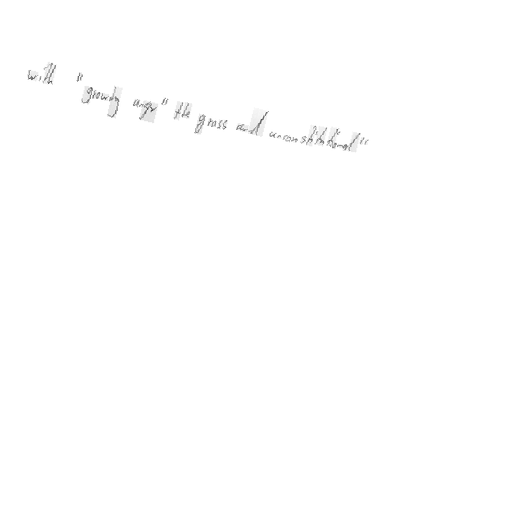 with " growing anger " the gross and unconstitutional "